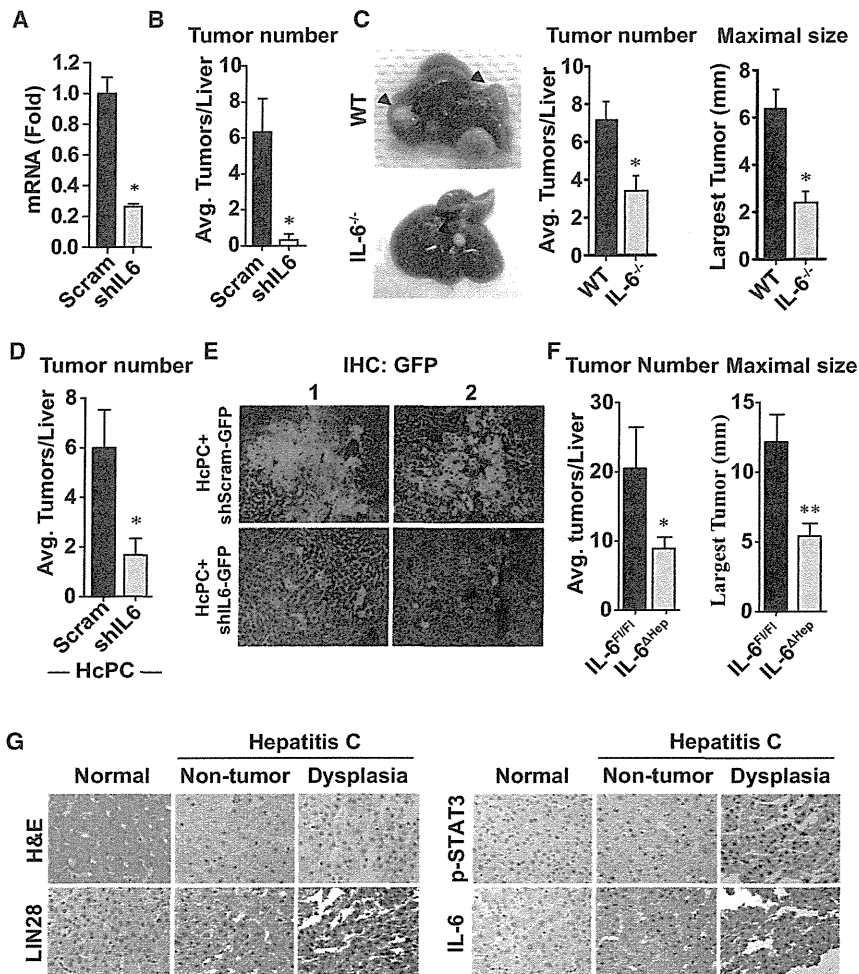 A
mRNA (Fold)
1.2
1.0
0.8
0.6
0.4
0.2
0.0
*
Scram
shIL6
B
Tumor number
Avg. Tumors/Liver
10
8
6
4
2
0
*
Scram
shIL6
C
WT
IL-6-/-
Tumor number
Avg. Tumors/Liver
10
8
6
4
2
0
*
WT
IL-6-/-
Maximal size
Largest Tumor (mm)
8
6
4
2
0
*
WT
IL-6-/-
D
Tumor number
Avg. Tumors/Liver
8
6
4
2
0
*
Scram
shIL6
— HcPC —
E
IHC: GFP
1
2
HcPC+
shScram-GFP
HcPC+
shIL6-GFP
F
Tumor Number
Avg. tumors/Liver
30
20
10
0
*
IL-6Fl/Fl
IL-6ΔHep
Maximal size
Largest Tumor (mm)
15
10
5
0
**
IL-6Fl/Fl
IL-6ΔHep
G
Hepatitis C
Normal
Non-tumor
Dysplasia
H&E
LIN28
Hepatitis C
Normal
Non-tumor
Dysplasia
p-STAT3
IL-6